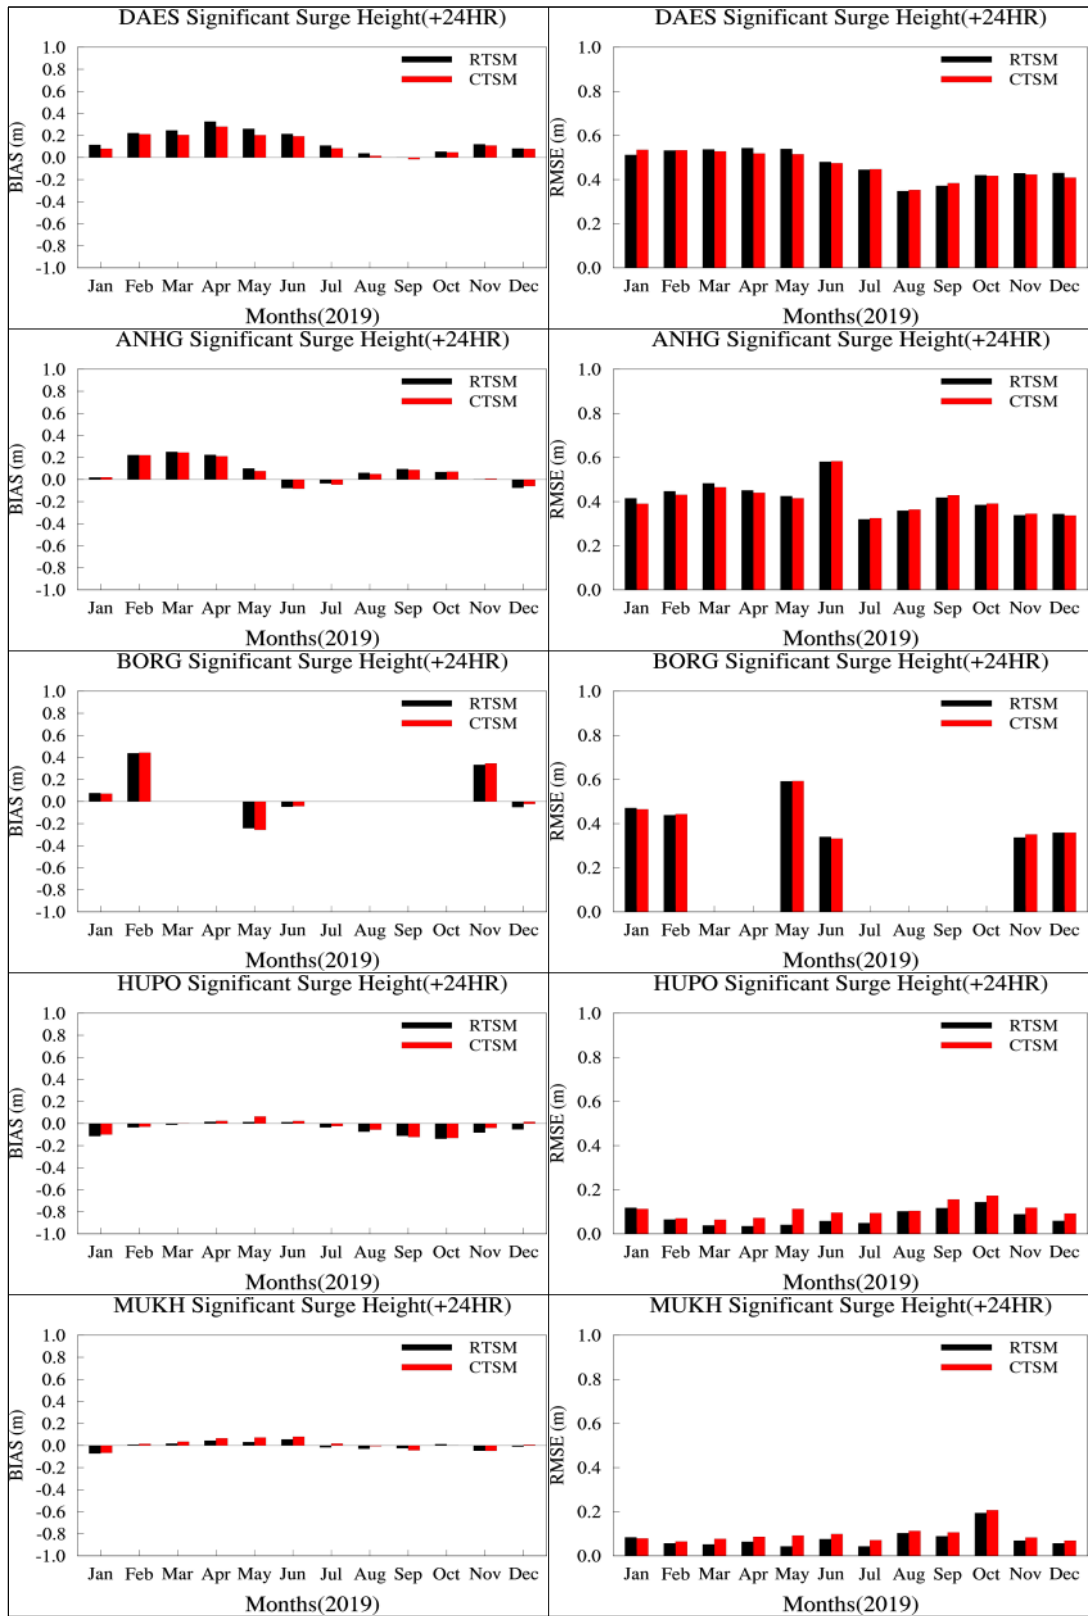 DAES Significant Surge Height(+24HR)
1.0
0.8
0.6
0.4
0.2
0.0
-0.2
-0.4
-0.6
-0.8
-1.0
BIAS (m)
RTSM
CTSM
Jan Feb Mar Apr May Jun Jul Aug Sep Oct Nov Dec
Months(2019)
DAES Significant Surge Height(+24HR)
1.0
0.8
0.6
0.4
0.2
0.0
RMSE (m)
RTSM
CTSM
Jan Feb Mar Apr May Jun Jul Aug Sep Oct Nov Dec
Months(2019)
ANHG Significant Surge Height(+24HR)
1.0
0.8
0.6
0.4
0.2
0.0
-0.2
-0.4
-0.6
-0.8
-1.0
BIAS (m)
RTSM
CTSM
Jan Feb Mar Apr May Jun Jul Aug Sep Oct Nov Dec
Months(2019)
ANHG Significant Surge Height(+24HR)
1.0
0.8
0.6
0.4
0.2
0.0
RMSE (m)
RTSM
CTSM
Jan Feb Mar Apr May Jun Jul Aug Sep Oct Nov Dec
Months(2019)
BORG Significant Surge Height(+24HR)
1.0
0.8
0.6
0.4
0.2
0.0
-0.2
-0.4
-0.6
-0.8
-1.0
BIAS (m)
RTSM
CTSM
Jan Feb Mar Apr May Jun Jul Aug Sep Oct Nov Dec
Months(2019)
BORG Significant Surge Height(+24HR)
1.0
0.8
0.6
0.4
0.2
0.0
RMSE (m)
RTSM
CTSM
Jan Feb Mar Apr May Jun Jul Aug Sep Oct Nov Dec
Months(2019)
HUPO Significant Surge Height(+24HR)
1.0
0.8
0.6
0.4
0.2
0.0
-0.2
-0.4
-0.6
-0.8
-1.0
BIAS (m)
RTSM
CTSM
Jan Feb Mar Apr May Jun Jul Aug Sep Oct Nov Dec
Months(2019)
HUPO Significant Surge Height(+24HR)
1.0
0.8
0.6
0.4
0.2
0.0
RMSE (m)
RTSM
CTSM
Jan Feb Mar Apr May Jun Jul Aug Sep Oct Nov Dec
Months(2019)
MUKH Significant Surge Height(+24HR)
1.0
0.8
0.6
0.4
0.2
0.0
-0.2
-0.4
-0.6
-0.8
-1.0
BIAS (m)
RTSM
CTSM
Jan Feb Mar Apr May Jun Jul Aug Sep Oct Nov Dec
Months(2019)
MUKH Significant Surge Height(+24HR)
1.0
0.8
0.6
0.4
0.2
0.0
RMSE (m)
RTSM
CTSM
Jan Feb Mar Apr May Jun Jul Aug Sep Oct Nov Dec
Months(2019)